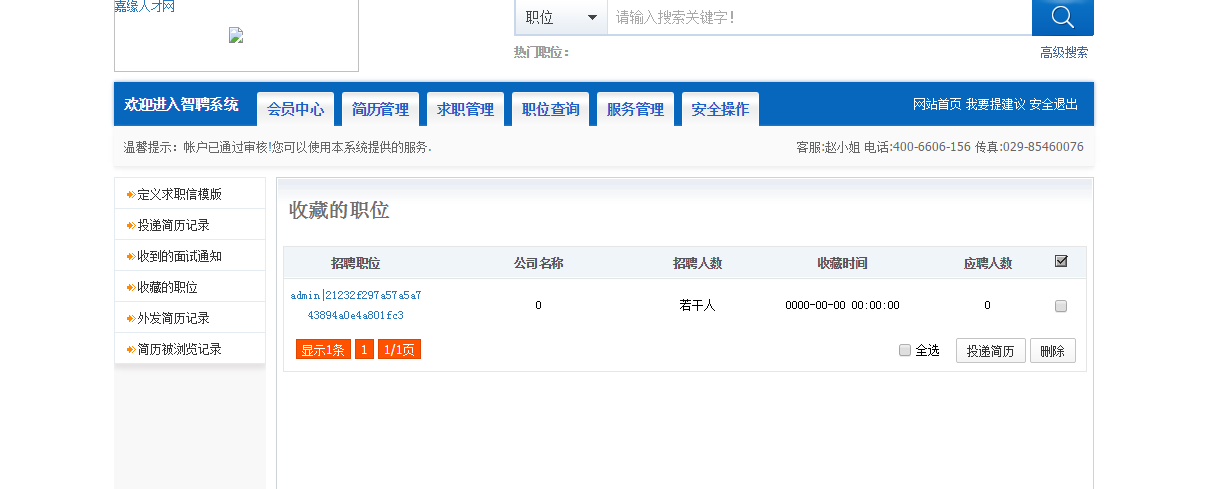 嘉缘人才网
职位 请输入搜索关键字!
热门职位： 高级搜索
欢迎进入智聘系统 会员中心 简历管理 求职管理 职位查询 服务管理 安全操作 网站首页 我要提建议 安全退出
温馨提示：帐户已通过审核!您可以使用本系统提供的服务. 客服:赵小姐 电话:400-6606-156 传真:029-85460076
定义求职信模版
投递简历记录
收到的面试通知
收藏的职位
外发简历记录
简历被浏览记录
收藏的职位
招聘职位 公司名称 招聘人数 收藏时间 应聘人数
admin|21232f297a57a5a7
43894a0e4a801fc3
0 若干人 0000-00-00 00:00:00 0
显示1条 1 1/1页 全选 投递简历 删除